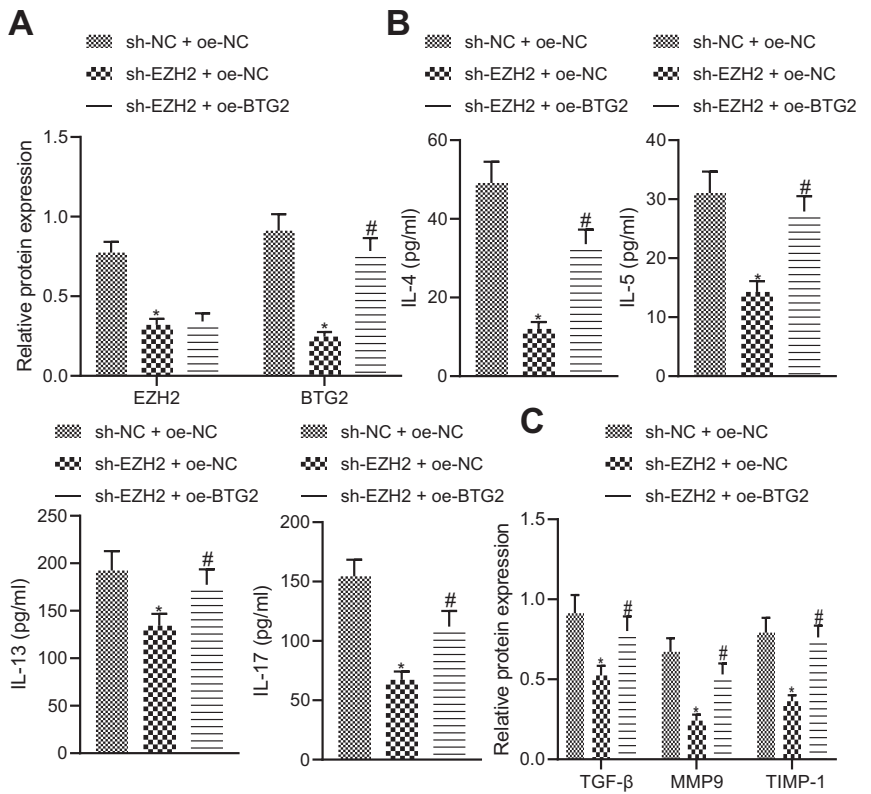 A
sh-NC + oe-NC
sh-EZH2 + oe-NC
sh-EZH2 + oe-BTG2
Relative protein expression
1.5
1.0
0.5
0.0
*
*
#
EZH2
BTG2
B
sh-NC + oe-NC
sh-EZH2 + oe-NC
sh-EZH2 + oe-BTG2
IL-4 (pg/ml)
60
40
20
0
*
#
sh-NC + oe-NC
sh-EZH2 + oe-NC
sh-EZH2 + oe-BTG2
IL-5 (pg/ml)
40
30
20
10
0
*
#
sh-NC + oe-NC
sh-EZH2 + oe-NC
sh-EZH2 + oe-BTG2
IL-13 (pg/ml)
250
200
150
100
50
0
*
#
sh-NC + oe-NC
sh-EZH2 + oe-NC
sh-EZH2 + oe-BTG2
IL-17 (pg/ml)
200
150
100
50
0
*
#
C
sh-NC + oe-NC
sh-EZH2 + oe-NC
sh-EZH2 + oe-BTG2
Relative protein expression
1.5
1.0
0.5
0.0
*
#
*
#
*
#
TGF-β
MMP9
TIMP-1